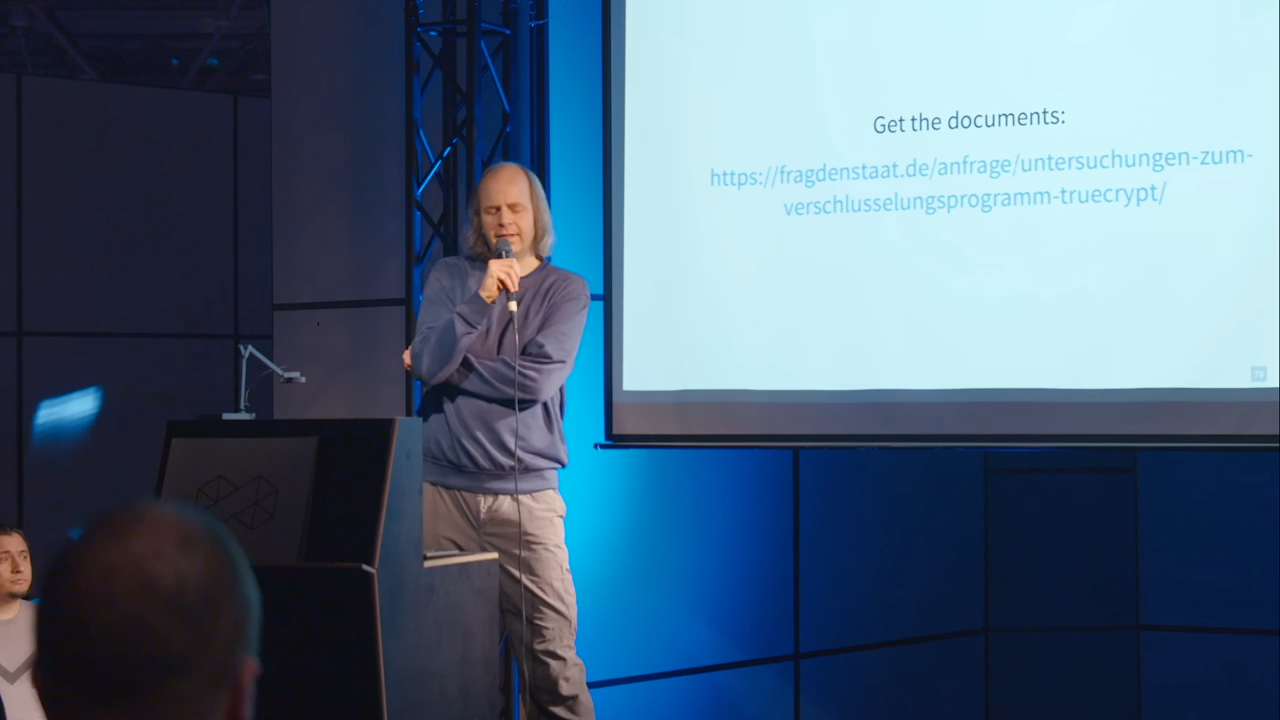 Get the documents:
https://fragdenstaat.de/anfrage/untersuchungen-zum-
verschlusselungsprogramm-truecrypt/